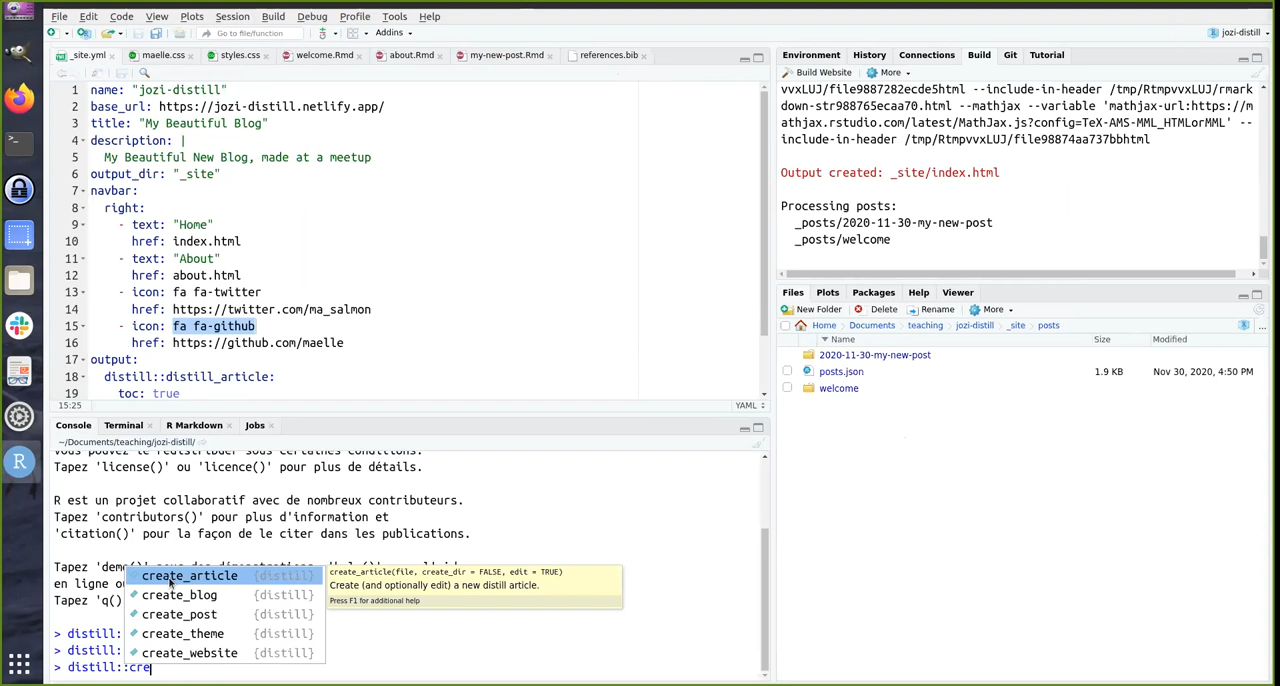 File Edit Code View Plots Session Build Debug Profile Tools Help
Go to file/function Addins jozi-distill
_site.yml maelle.css styles.css welcome.Rmd about.Rmd my-new-post.Rmd references.bib
1 name: "jozi-distill"
2 base_url: https://jozi-distill.netlify.app/
3 title: "My Beautiful Blog"
4 description: |
5 My Beautiful New Blog, made at a meetup
6 output_dir: "_site"
7 navbar:
8 right:
9 - text: "Home"
10 href: index.html
11 - text: "About"
12 href: about.html
13 - icon: fa fa-twitter
14 href: https://twitter.com/ma_salmon
15 - icon: fa fa-github
16 href: https://github.com/maelle
17 output:
18 distill::distill_article:
19 toc: true
15:25 YAML
Console Terminal R Markdown Jobs
~/Documents/teaching/jozi-distill/
vous pouvez le redistribuer sous certaines conditions.
Tapez 'license()' ou 'licence()' pour plus de détails.
R est un projet collaboratif avec de nombreux contributeurs.
Tapez 'contributors()' pour plus d'information et
'citation()' pour la façon de le citer dans les publications.
Tapez 'demo()'
en ligne
Tapez 'q()
> distill:
> distill:
> distill::cre
create_article {distill}
create_blog {distill}
create_post {distill}
create_theme {distill}
create_website {distill}
create_article(file, create_dir = FALSE, edit = TRUE)
Create (and optionally edit) a new distill article.
Press F1 for additional help
Environment History Connections Build Git Tutorial
Build Website More
vvxLUJ/file9887282ecde5html --include-in-header /tmp/RtmpvvxLUJ/rmark
down-str988765ecaa70.html --mathjax --variable 'mathjax-url:https://m
athjax.rstudio.com/latest/MathJax.js?config=TeX-AMS-MML_HTMLorMML' --
include-in-header /tmp/RtmpvvxLUJ/file98874aa737bbhtml
Output created: _site/index.html
Processing posts:
_posts/2020-11-30-my-new-post
_posts/welcome
Files Plots Packages Help Viewer
New Folder Delete Rename More
Home Documents teaching jozi-distill _site posts ...
Name Size Modified
2020-11-30-my-new-post
posts.json 1.9 KB Nov 30, 2020, 4:50 PM
welcome